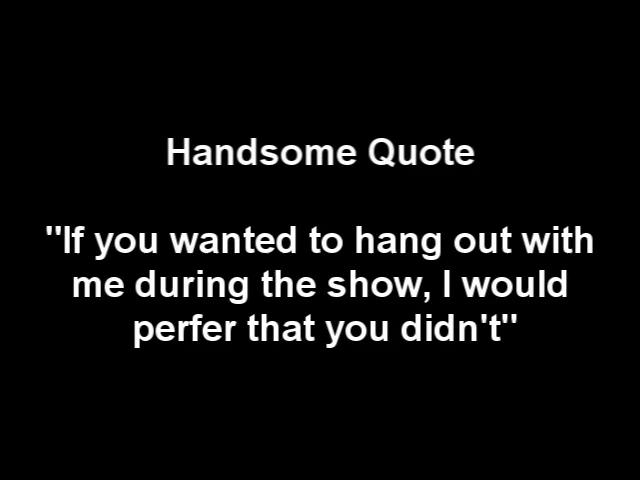 Handsome Quote
"If you wanted to hang out with
me during the show, I would
perfer that you didn't"